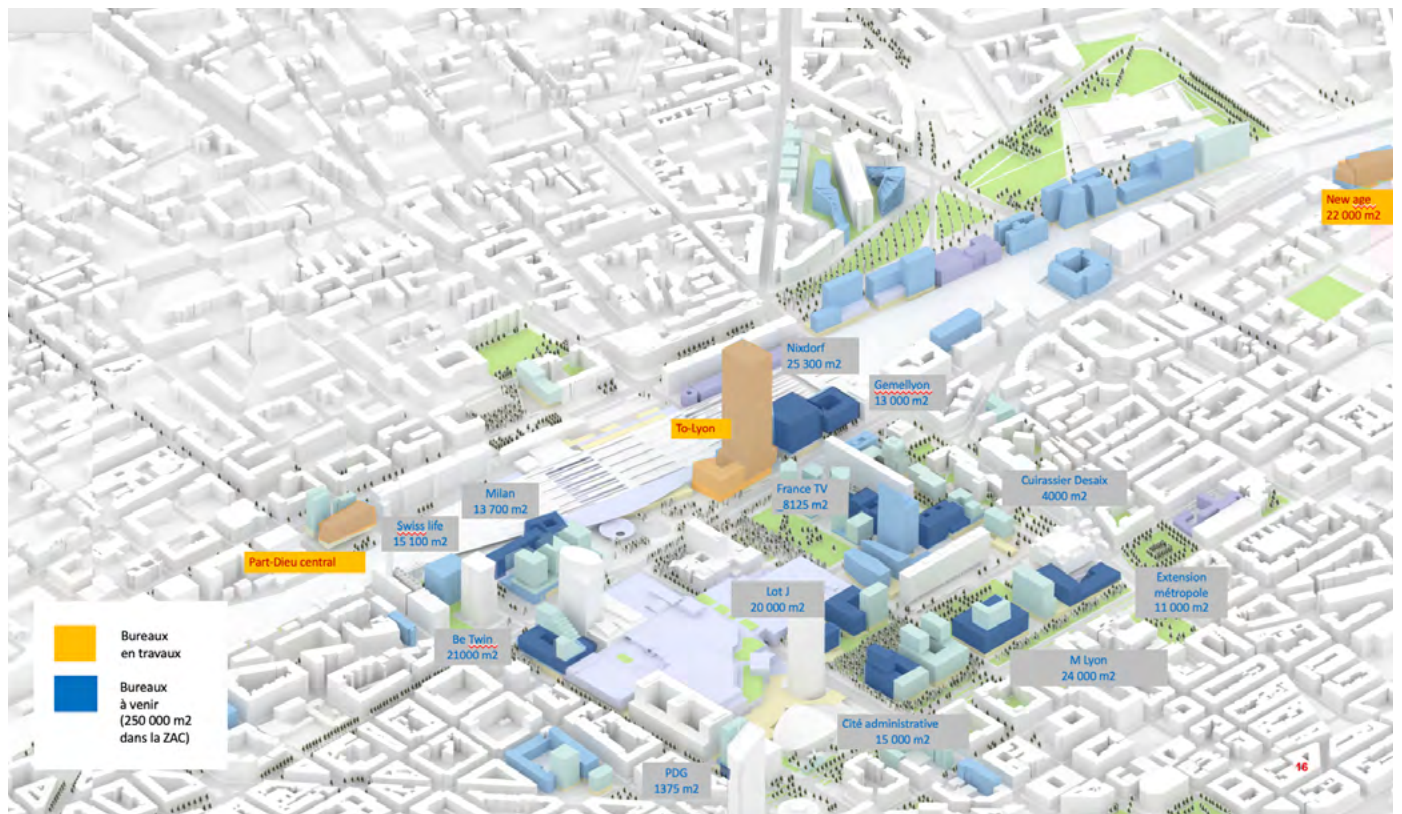 New age
22 000 m2
Nixdorf
25 300 m2
Gemellyon
13 000 m2
To-Lyon
Milan
13 700 m2
France TV
_8125 m2
Cuirassier Desaix
4000 m2
Swiss life
15 100 m2
Part-Dieu central
Lot J
20 000 m2
Extension
métropole
11 000 m2
Be Twin
21000 m2
M Lyon
24 000 m2
Cité administrative
15 000 m2
PDG
1375 m2
Bureaux
en travaux
Bureaux
à venir
(250 000 m2
dans la ZAC)
16